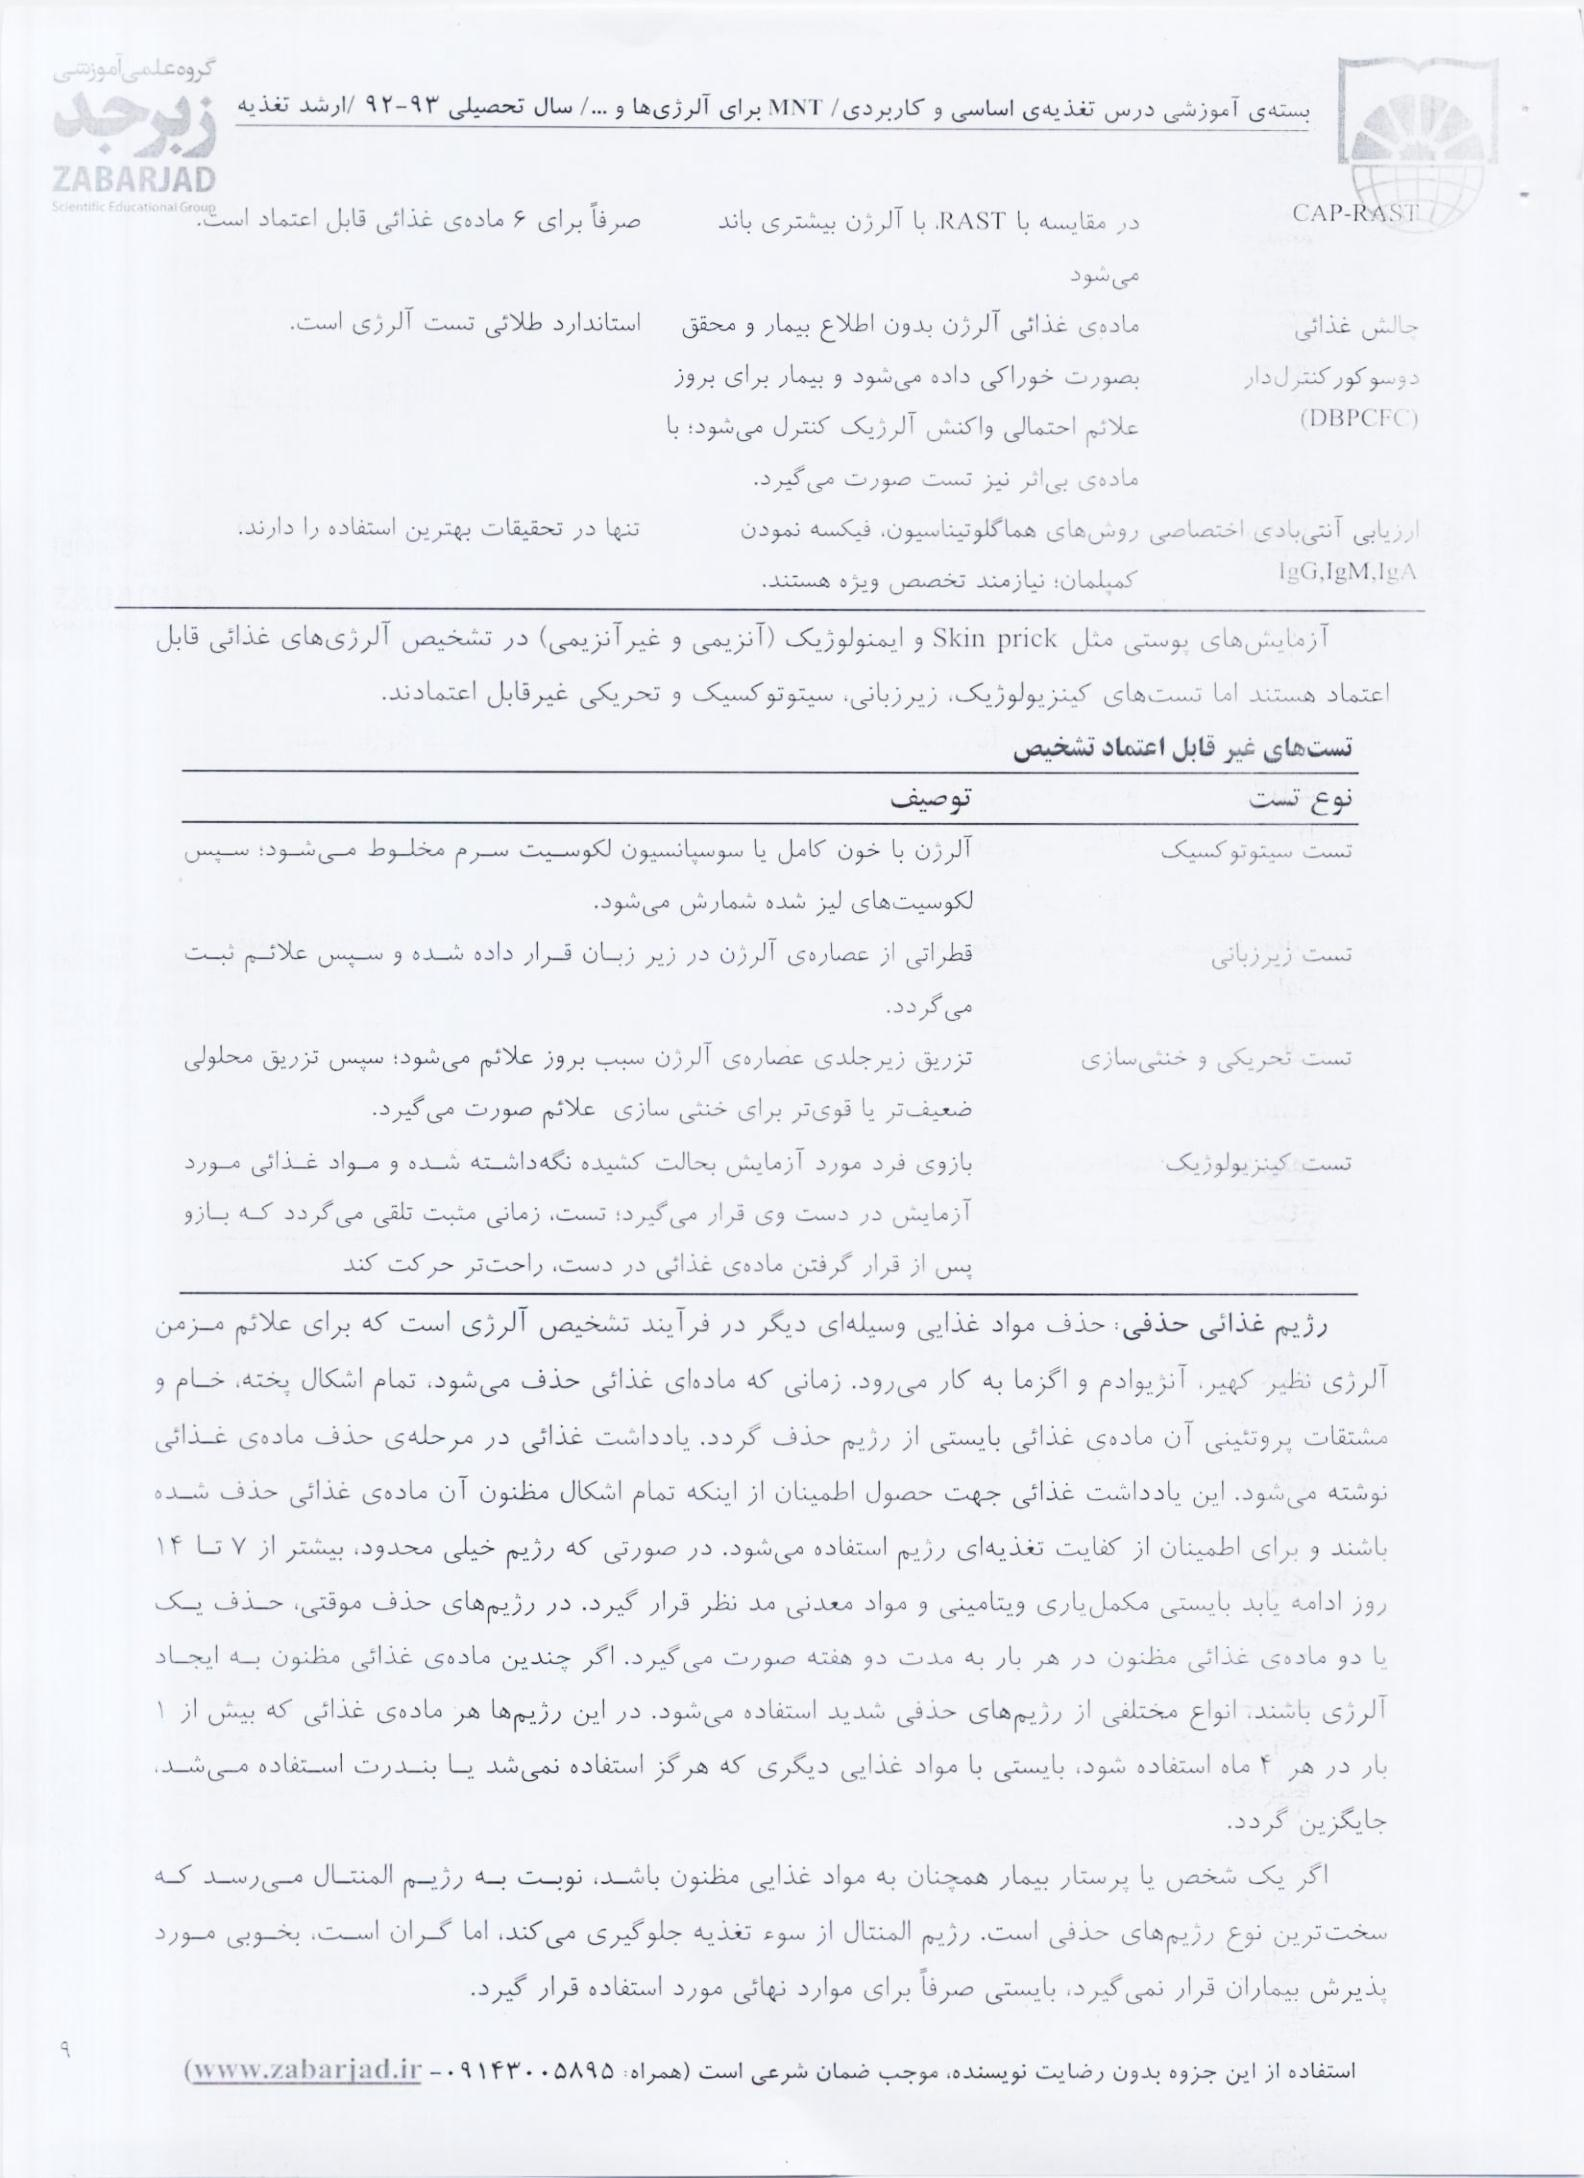 گروه علمی آموزشی
زبرجد
ZABARJAD
Scientific Educational Group
بسته‌ی آموزشی درس تغذیه‌ی اساسی و کاربردی/ MNT برای آلرژی‌ها و .../ سال تحصیلی ۹۳-۹۲ /ارشد تغذیه
CAP-RAST در مقایسه با RAST، با آلرژن بیشتری باند صرفاً برای ۶ ماده‌ی غذائی قابل اعتماد است.
می‌شود
چالش غذائی ماده‌ی غذائی آلرژن بدون اطلاع بیمار و محقق استاندارد طلائی تست آلرژی است.
دوسوکور کنترل‌دار بصورت خوراکی داده می‌شود و بیمار برای بروز
(DBPCFC) علائم احتمالی واکنش آلرژیک کنترل می‌شود؛ با
ماده‌ی بی‌اثر نیز تست صورت می‌گیرد.
ارزیابی آنتی‌بادی اختصاصی روش‌های هماگلوتیناسیون، فیکسه نمودن تنها در تحقیقات بهترین استفاده را دارند.
IgG,IgM,IgA کمپلمان؛ نیازمند تخصص ویژه هستند.
آزمایش‌های پوستی مثل Skin prick و ایمنولوژیک (آنزیمی و غیرآنزیمی) در تشخیص آلرژی‌های غذائی قابل
اعتماد هستند اما تست‌های کینزیولوژیک، زیرزبانی، سیتوتوکسیک و تحریکی غیرقابل اعتمادند.
تست‌های غیر قابل اعتماد تشخیص
نوع تست توصیف
تست سیتوتوکسیک آلرژن با خون کامل یا سوسپانسیون لکوسیت سرم مخلوط می‌شود؛ سپس
لکوسیت‌های لیز شده شمارش می‌شود.
تست زیرزبانی قطراتی از عصاره‌ی آلرژن در زیر زبان قرار داده شده و سپس علائم ثبت
می‌گردد.
تست تحریکی و خنثی‌سازی تزریق زیرجلدی عصاره‌ی آلرژن سبب بروز علائم می‌شود؛ سپس تزریق محلولی
ضعیف‌تر یا قوی‌تر برای خنثی سازی علائم صورت می‌گیرد.
تست کینزیولوژیک بازوی فرد مورد آزمایش بحالت کشیده نگه‌داشته شده و مواد غذائی مورد
آزمایش در دست وی قرار می‌گیرد؛ تست، زمانی مثبت تلقی می‌گردد که بازو
پس از قرار گرفتن ماده‌ی غذائی در دست، راحت‌تر حرکت کند
رژیم غذائی حذفی: حذف مواد غذایی وسیله‌ای دیگر در فرآیند تشخیص آلرژی است که برای علائم مزمن
آلرژی نظیر کهیر، آنژیوادم و اگزما به کار می‌رود. زمانی که ماده‌ای غذائی حذف می‌شود، تمام اشکال پخته، خام و
مشتقات پروتئینی آن ماده‌ی غذائی بایستی از رژیم حذف گردد. یادداشت غذائی در مرحله‌ی حذف ماده‌ی غذائی
نوشته می‌شود. این یادداشت غذائی جهت حصول اطمینان از اینکه تمام اشکال مظنون آن ماده‌ی غذائی حذف شده
باشند و برای اطمینان از کفایت تغذیه‌ای رژیم استفاده می‌شود. در صورتی که رژیم خیلی محدود، بیشتر از ۷ تا ۱۴
روز ادامه یابد بایستی مکمل‌یاری ویتامینی و مواد معدنی مد نظر قرار گیرد. در رژیم‌های حذف موقتی، حذف یک
یا دو ماده‌ی غذائی مظنون در هر بار به مدت دو هفته صورت می‌گیرد. اگر چندین ماده‌ی غذائی مظنون به ایجاد
آلرژی باشند، انواع مختلفی از رژیم‌های حذفی شدید استفاده می‌شود. در این رژیم‌ها هر ماده‌ی غذائی که بیش از ۱
بار در هر ۴ ماه استفاده شود، بایستی با مواد غذایی دیگری که هرگز استفاده نمی‌شد یا بندرت استفاده می‌شد،
جایگزین گردد.
اگر یک شخص یا پرستار بیمار همچنان به مواد غذایی مظنون باشد، نوبت به رژیم المنتال می‌رسد که
سخت‌ترین نوع رژیم‌های حذفی است. رژیم المنتال از سوء تغذیه جلوگیری می‌کند، اما گران است، بخوبی مورد
پذیرش بیماران قرار نمی‌گیرد، بایستی صرفاً برای موارد نهائی مورد استفاده قرار گیرد.
۹
استفاده از این جزوه بدون رضایت نویسنده، موجب ضمان شرعی است (همراه: ۰۹۱۴۳۰۰۵۸۹۵- www.zabarjad.ir)